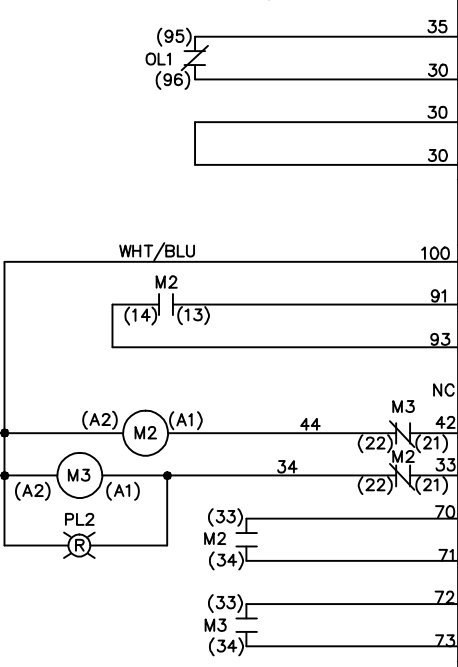 35
(95)
OL1
(96)
30
30
30
WHT/BLU
100
M2
91
(14) (13)
93
NC
M3
(A2) M2 (A1) 44 42
(22) (21)
M2
34 33
M3
(A2) (A1) (22) (21)
PL2
R
70
(33)
M2
(34)
71
72
(33)
M3
(34)
73